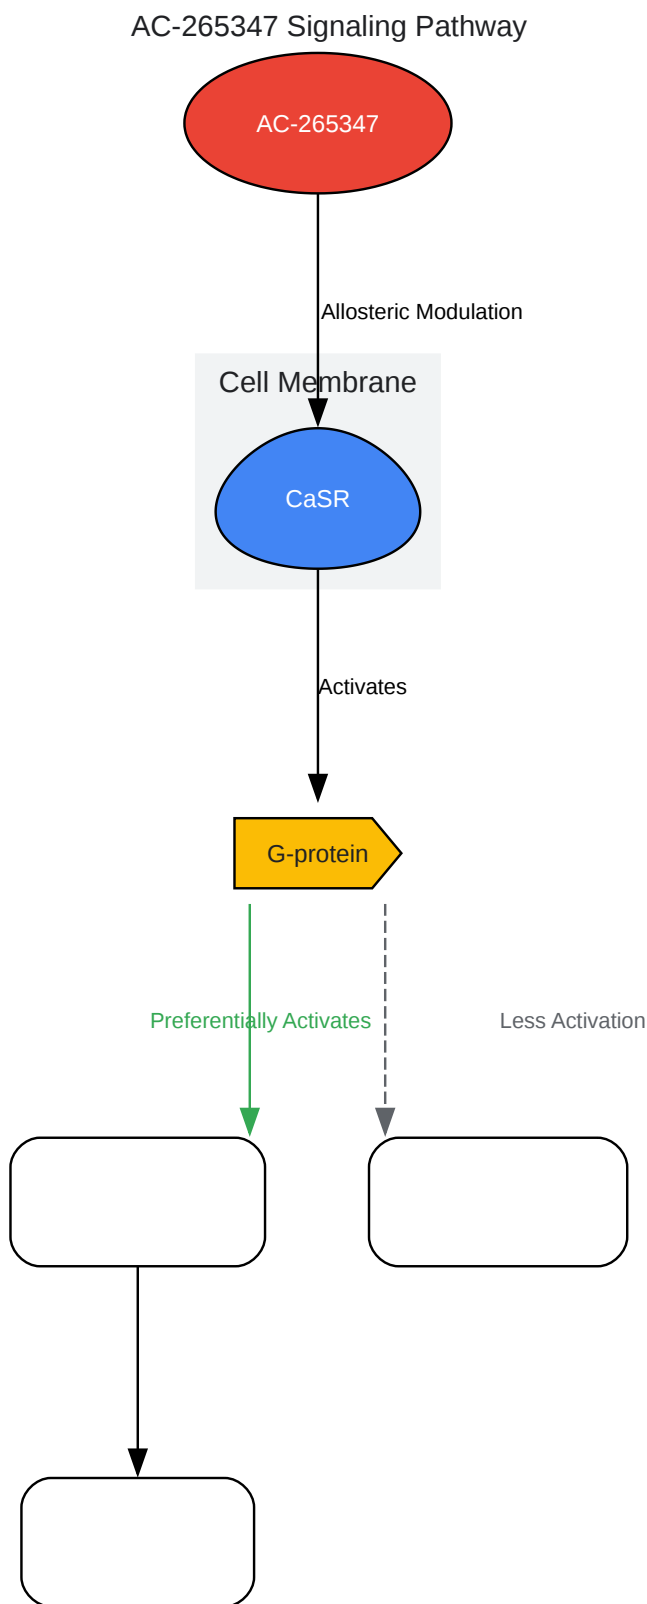 AC-265347 Signaling Pathway
AC-265347
Allosteric Modulation
Cell Membrane
CaSR
Activates
G-protein
Preferentially Activates
Less Activation